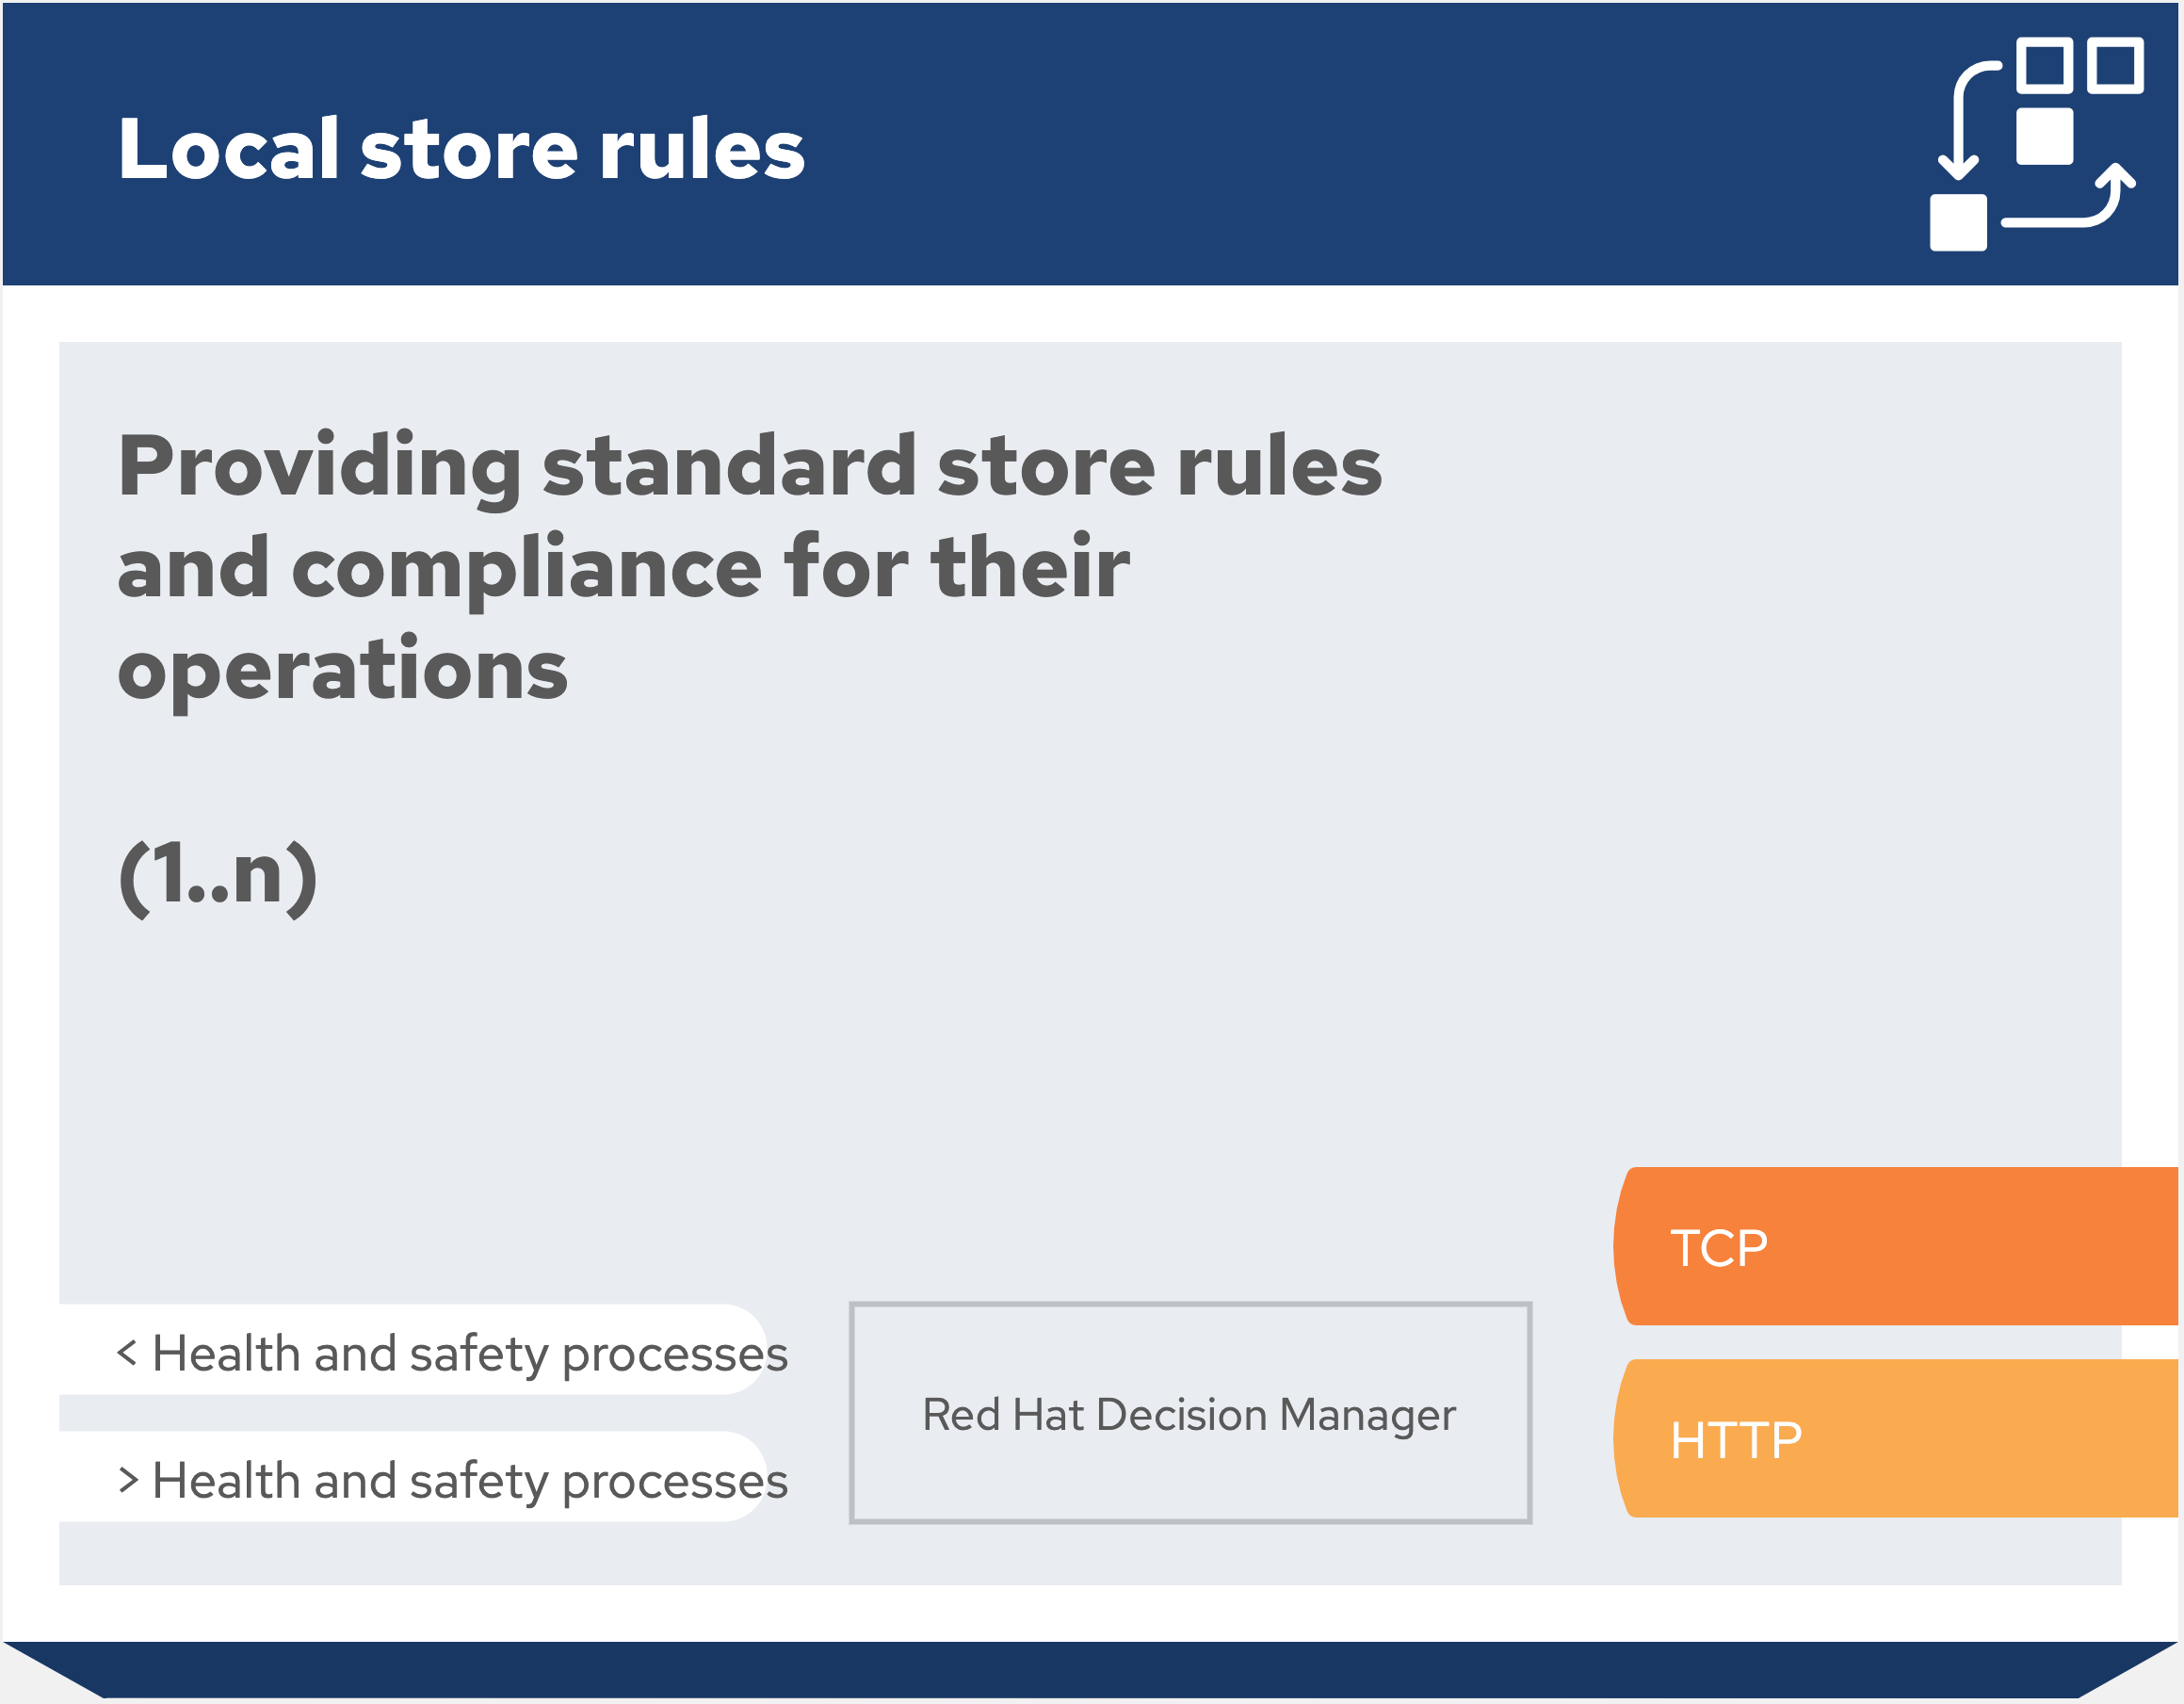 Local store rules
Providing standard store rules
and compliance for their
operations
(1..n)
TCP
< Health and safety processes
Red Hat Decision Manager
HTTP
> Health and safety processes